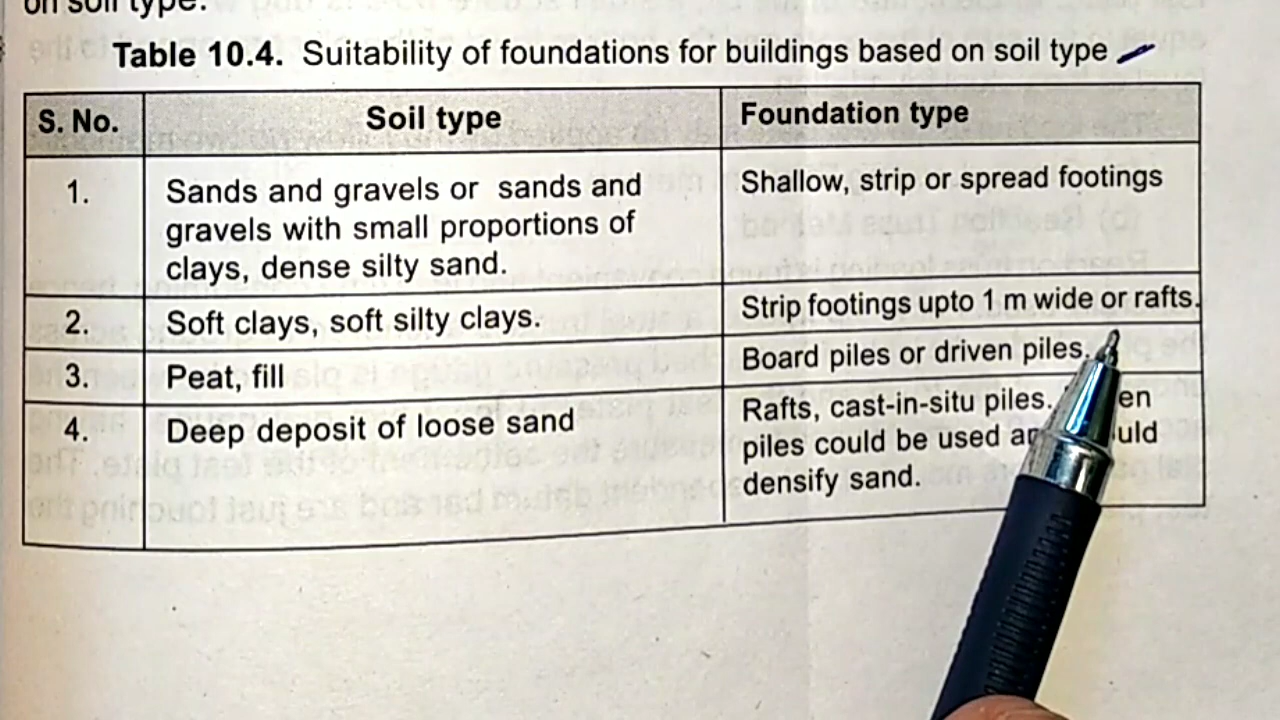 on soil type.
Table 10.4. Suitability of foundations for buildings based on soil type
S. No. Soil type Foundation type
1. Sands and gravels or sands and Shallow, strip or spread footings
gravels with small proportions of
clays, dense silty sand.
2. Soft clays, soft silty clays. Strip footings upto 1 m wide or rafts.
3. Peat, fill Board piles or driven piles.
4. Deep deposit of loose sand Rafts, cast-in-situ piles.
piles could be used
densify sand.